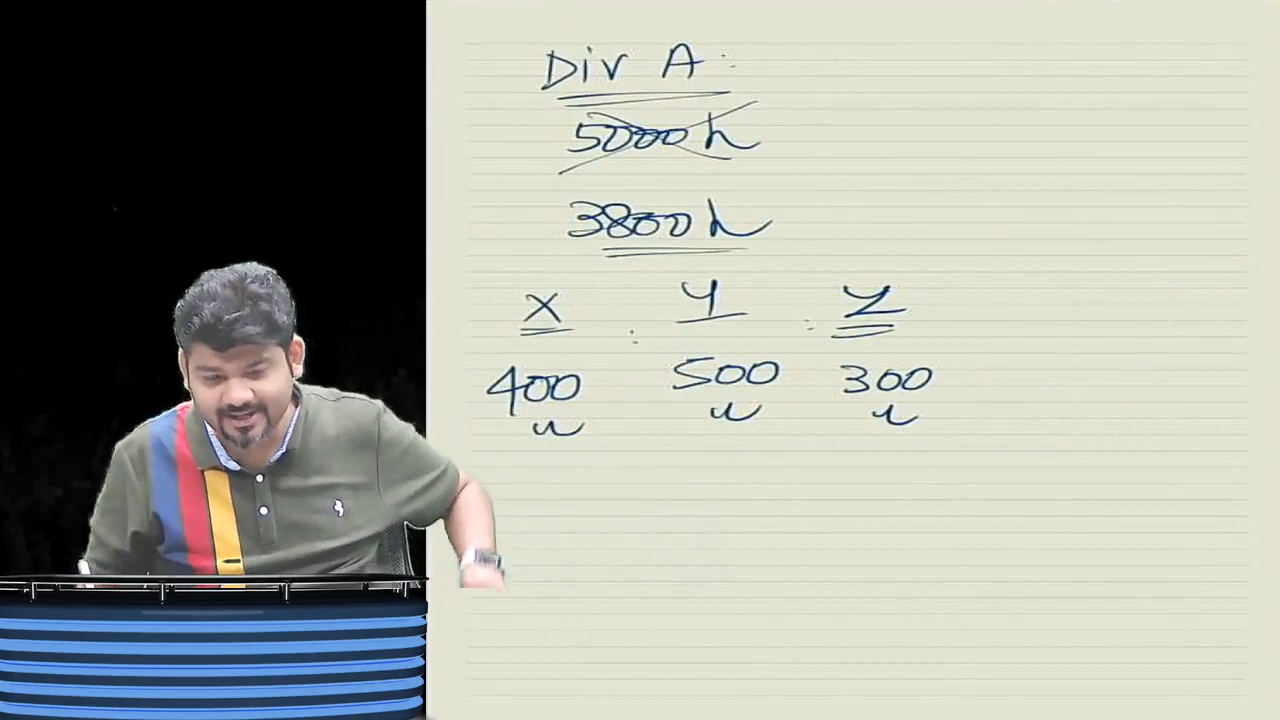 Div A:
5000 h
3800 h
X : Y : Z
400 500 300
u u u